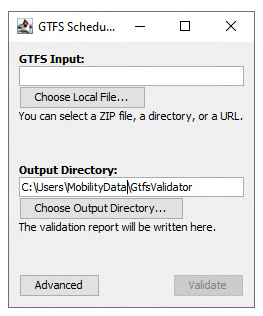 GTFS Schedu...
GTFS Input:
Choose Local File...
You can select a ZIP file, a directory, or a URL.
Output Directory:
C:\Users\MobilityData\GtfsValidator
Choose Output Directory...
The validation report will be written here.
Advanced
Validate